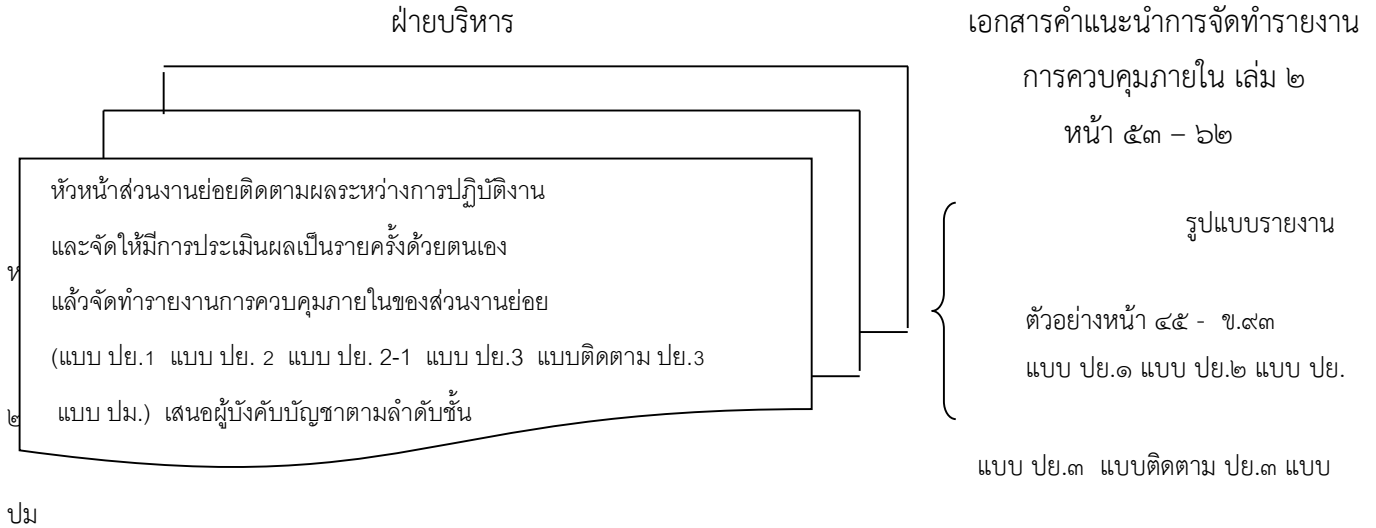 ฝ่ายบริหาร
เอกสารคำแนะนำการจัดทำรายงาน
การควบคุมภายใน เล่ม ๒
หน้า ๕๓ – ๖๒
หัวหน้าส่วนงานย่อยติดตามผลระหว่างการปฏิบัติงาน
และจัดให้มีการประเมินผลเป็นรายครั้งด้วยตนเอง
แล้วจัดทำรายงานการควบคุมภายในของส่วนงานย่อย
(แบบ ปย.1 แบบ ปย. 2 แบบ ปย. 2-1 แบบ ปย.3 แบบติดตาม ปย.3
แบบ ปม.) เสนอผู้บังคับบัญชาตามลำดับชั้น
รูปแบบรายงาน
ตัวอย่างหน้า ๔๕ - ข.๙๓
แบบ ปย.๑ แบบ ปย.๒ แบบ ปย.
แบบ ปย.๓ แบบติดตาม ปย.๓ แบบ
ปม